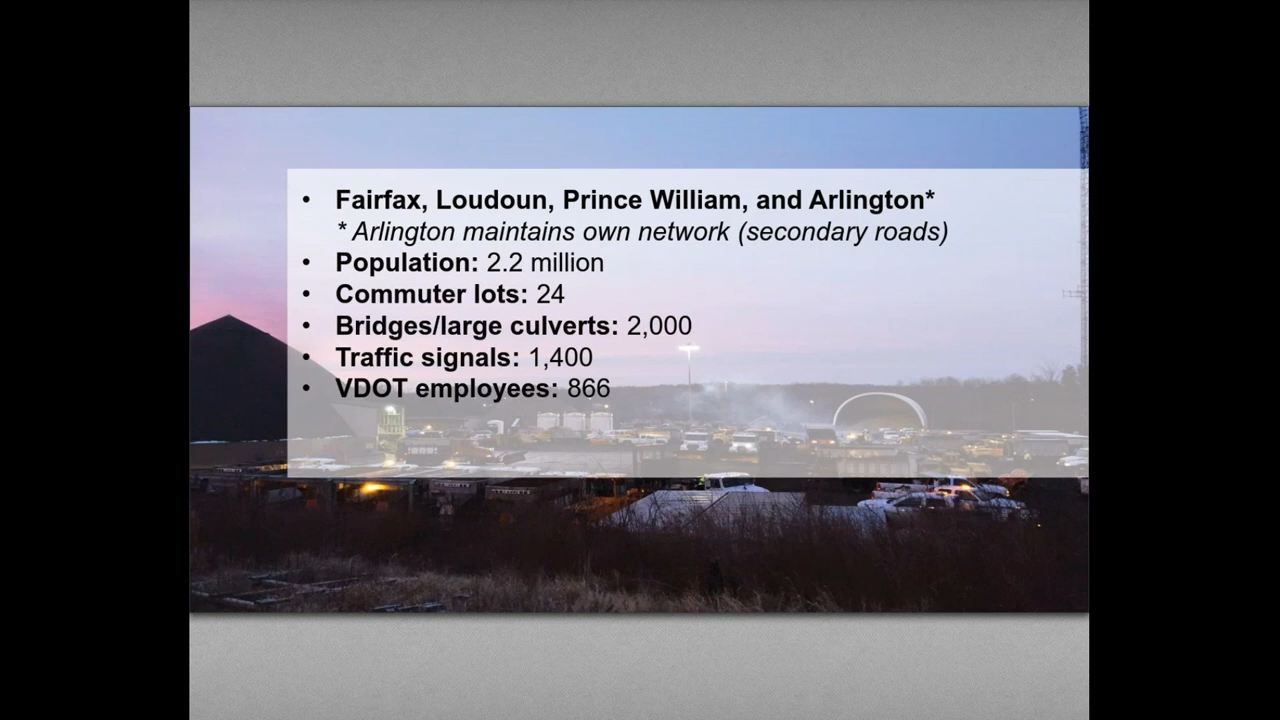 • Fairfax, Loudoun, Prince William, and Arlington*
* Arlington maintains own network (secondary roads)
• Population: 2.2 million
• Commuter lots: 24
• Bridges/large culverts: 2,000
• Traffic signals: 1,400
• VDOT employees: 866